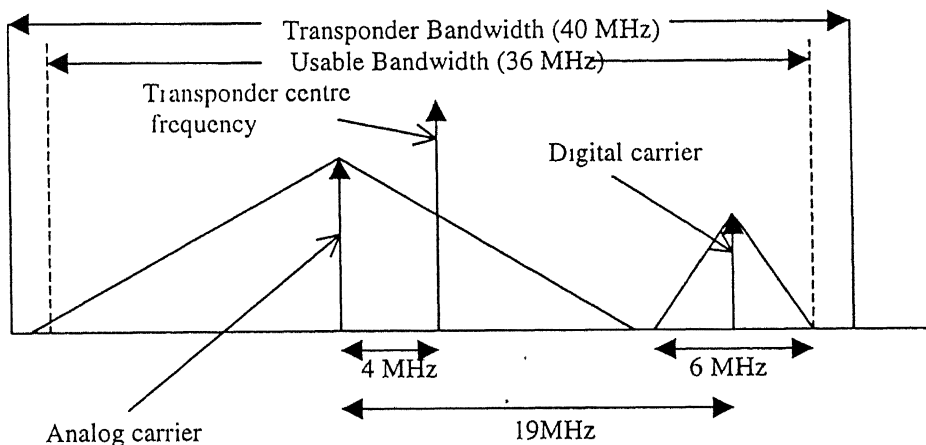 Transponder Bandwidth (40 MHz)
Usable Bandwidth (36 MHz)
Transponder centre
frequency
Digital carrier
4 MHz
6 MHz
19MHz
Analog carrier